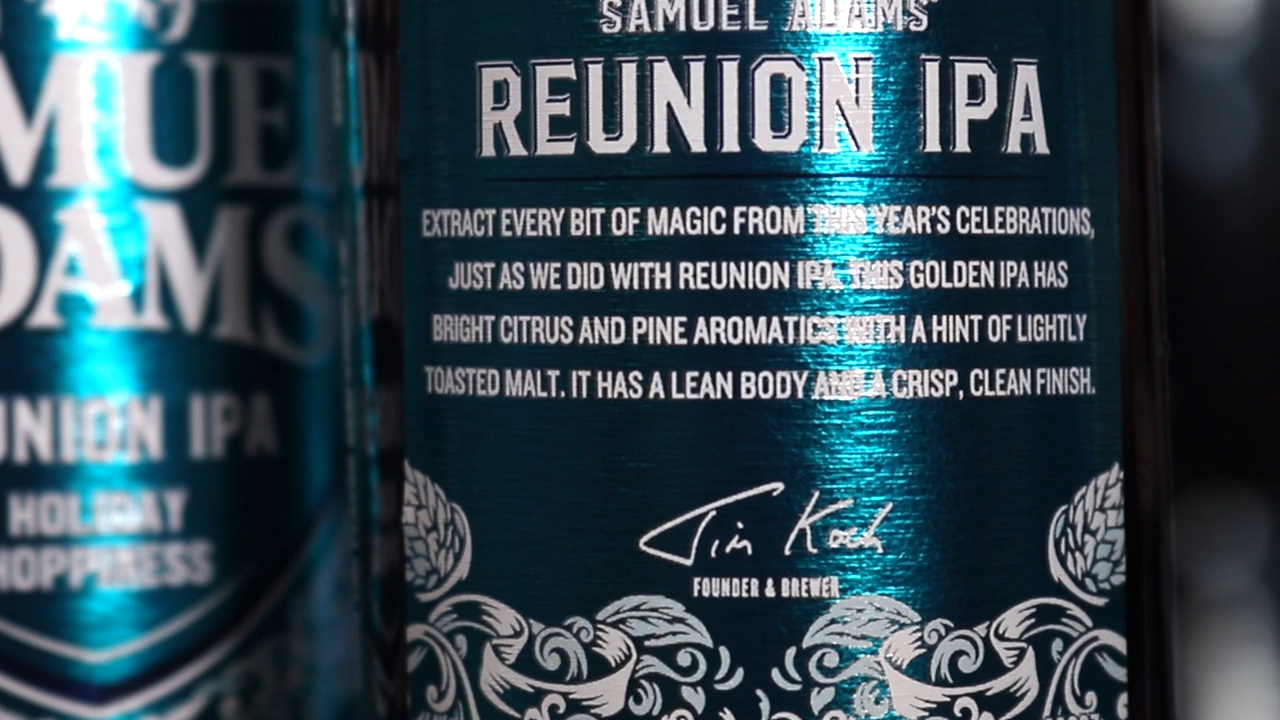 SAMUEL ADAMS
REUNION IPA
EXTRACT EVERY BIT OF MAGIC FROM THIS YEAR'S CELEBRATIONS,
JUST AS WE DID WITH REUNION IPA. THIS GOLDEN IPA HAS
BRIGHT CITRUS AND PINE AROMATICS WITH A HINT OF LIGHTLY
TOASTED MALT. IT HAS A LEAN BODY AND A CRISP, CLEAN FINISH.
Jim Koch
FOUNDER & BREWER
MUEL
DAMS
UNION IPA
HOLIDAY
HOPPINESS